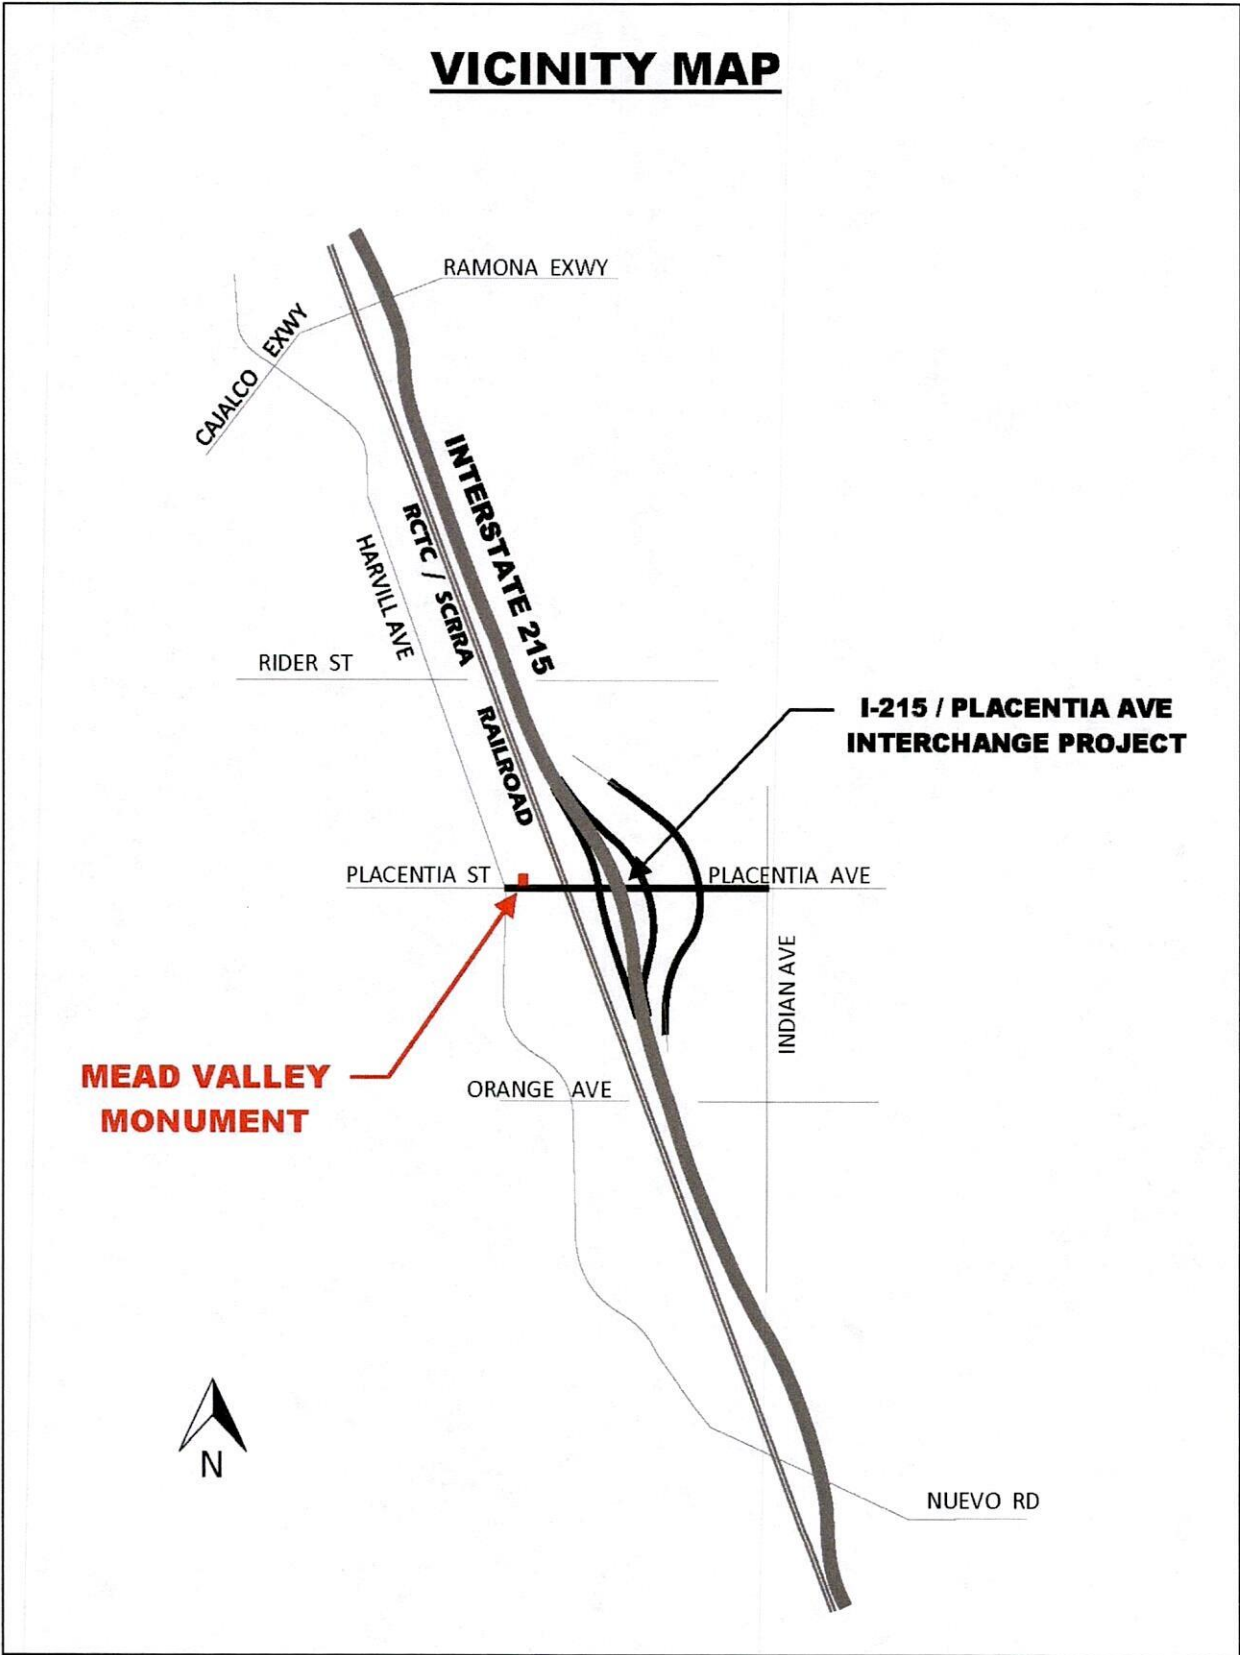 VICINITY MAP
RAMONA EXWY
CAJALCO EXWY
INTERSTATE 215
RCTC / SCRRA RAILROAD
HARVILL AVE
RIDER ST
I-215 / PLACENTIA AVE
INTERCHANGE PROJECT
PLACENTIA ST
PLACENTIA AVE
INDIAN AVE
MEAD VALLEY
MONUMENT
ORANGE AVE
N
NUEVO RD